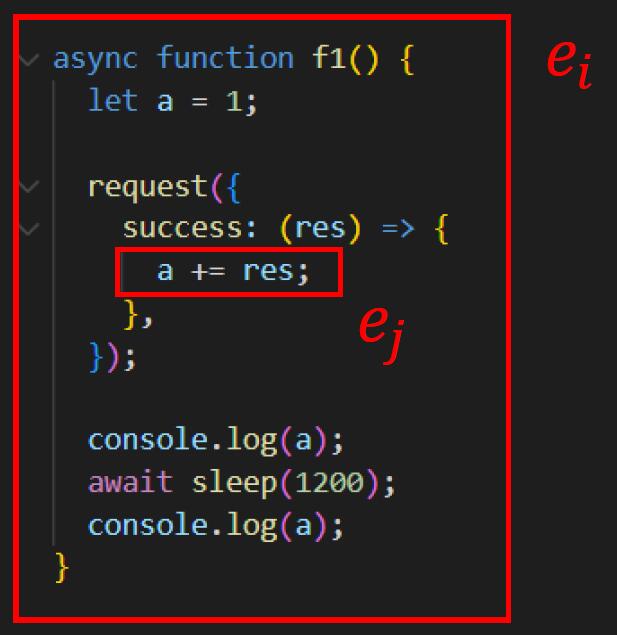 async function f1() {
let a = 1;
request({
success: (res) => {
a += res;
},
});
console.log(a);
await sleep(1200);
console.log(a);
}
e_i
e_j